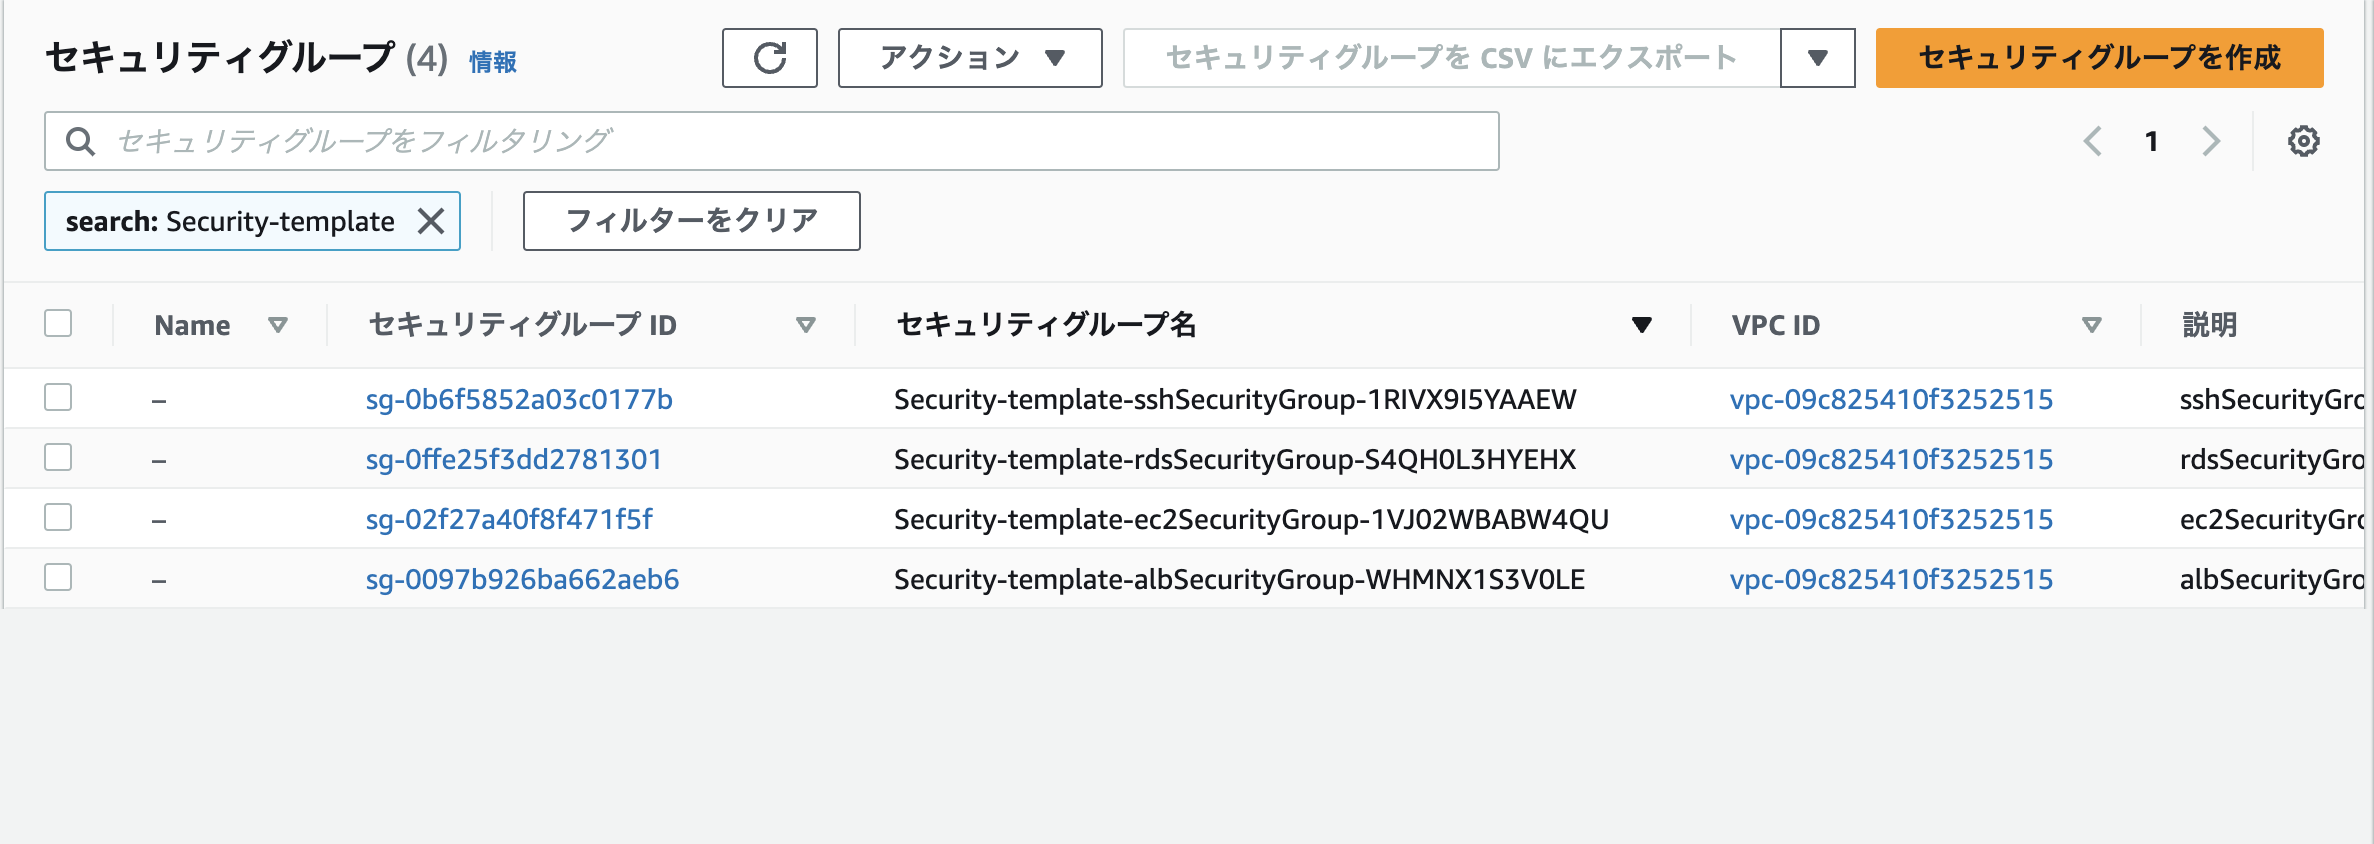 セキュリティグループ (4) 情報 アクション セキュリティグループを CSV にエクスポート セキュリティグループを作成
セキュリティグループをフィルタリング 1
search: Security-template フィルターをクリア
Name セキュリティグループ ID セキュリティグループ名 VPC ID 説明
– sg-0b6f5852a03c0177b Security-template-sshSecurityGroup-1RIVX9I5YAAEW vpc-09c825410f3252515 sshSecurityGro
– sg-0ffe25f3dd2781301 Security-template-rdsSecurityGroup-S4QH0L3HYEHX vpc-09c825410f3252515 rdsSecurityGro
– sg-02f27a40f8f471f5f Security-template-ec2SecurityGroup-1VJ02WBABW4QU vpc-09c825410f3252515 ec2SecurityGro
– sg-0097b926ba662aeb6 Security-template-albSecurityGroup-WHMNX1S3V0LE vpc-09c825410f3252515 albSecurityGro